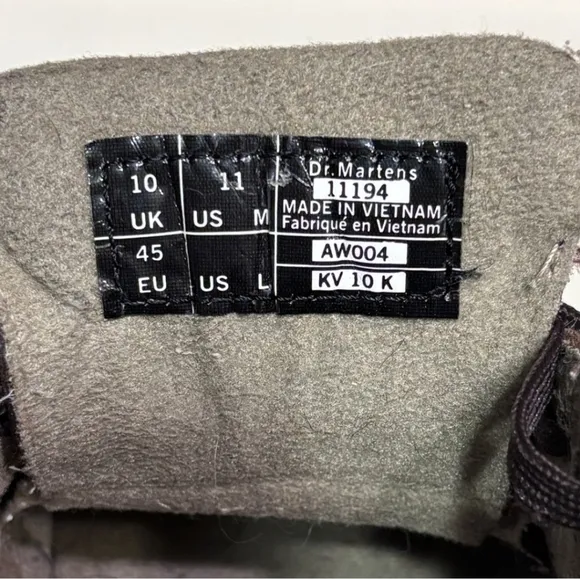 10 11 Dr. Martens
11194
UK US M MADE IN VIETNAM
Fabriqué en Vietnam
45 AW004
EU US L KV 10 K